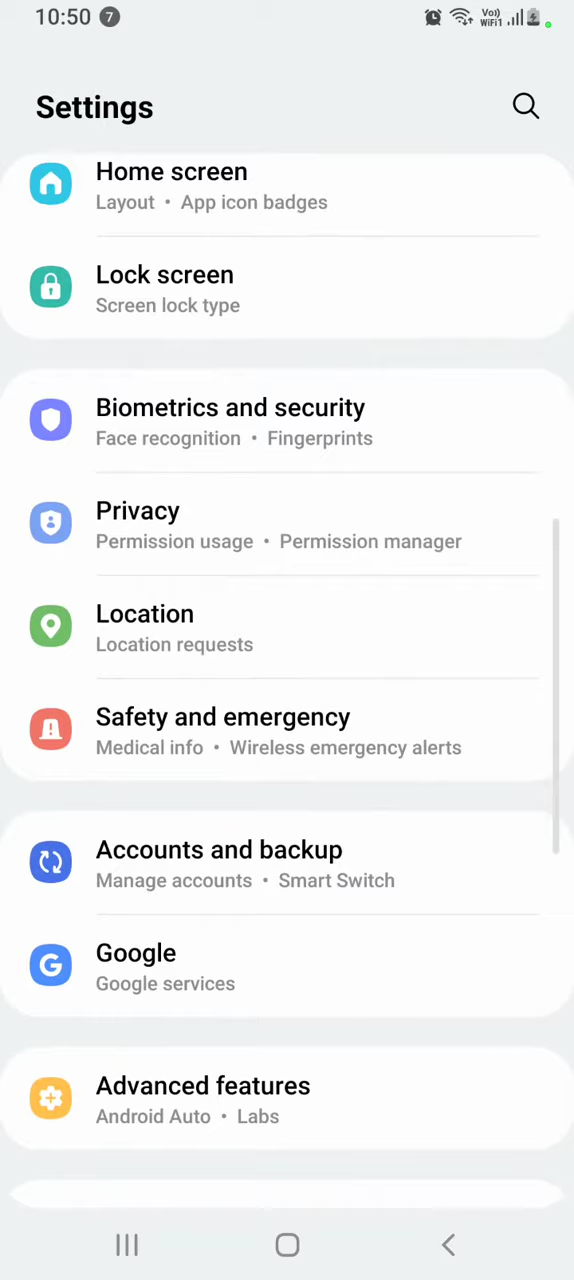 10:50 7 Vo)) WiFi1
Settings
Home screen
Layout • App icon badges
Lock screen
Screen lock type
Biometrics and security
Face recognition • Fingerprints
Privacy
Permission usage • Permission manager
Location
Location requests
Safety and emergency
Medical info • Wireless emergency alerts
Accounts and backup
Manage accounts • Smart Switch
Google
Google services
Advanced features
Android Auto • Labs